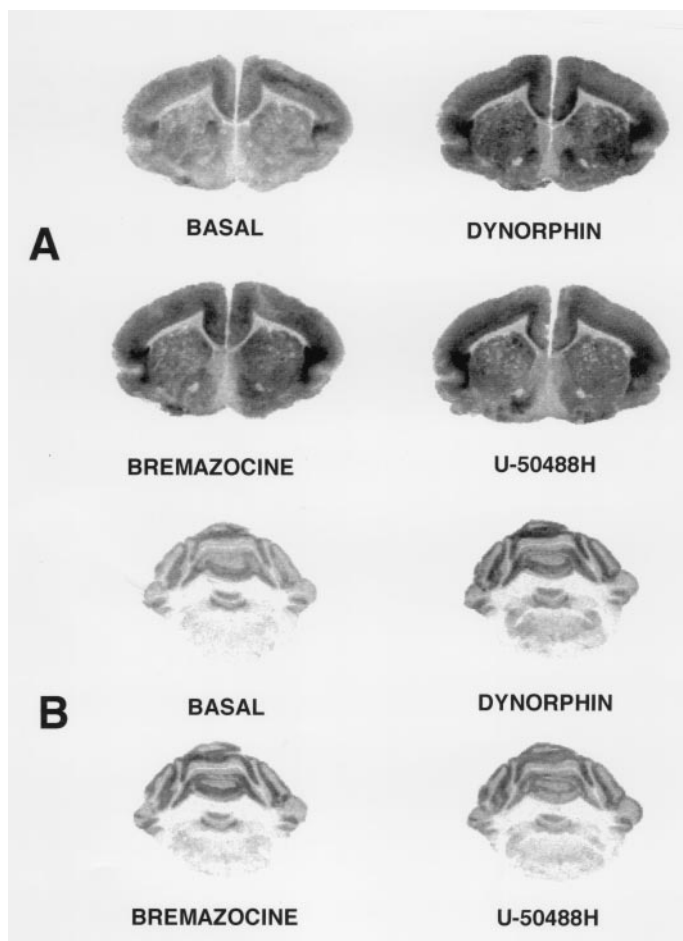 BASAL
DYNORPHIN
A
BREMAZOCINE
U-50488H
BASAL
DYNORPHIN
B
BREMAZOCINE
U-50488H